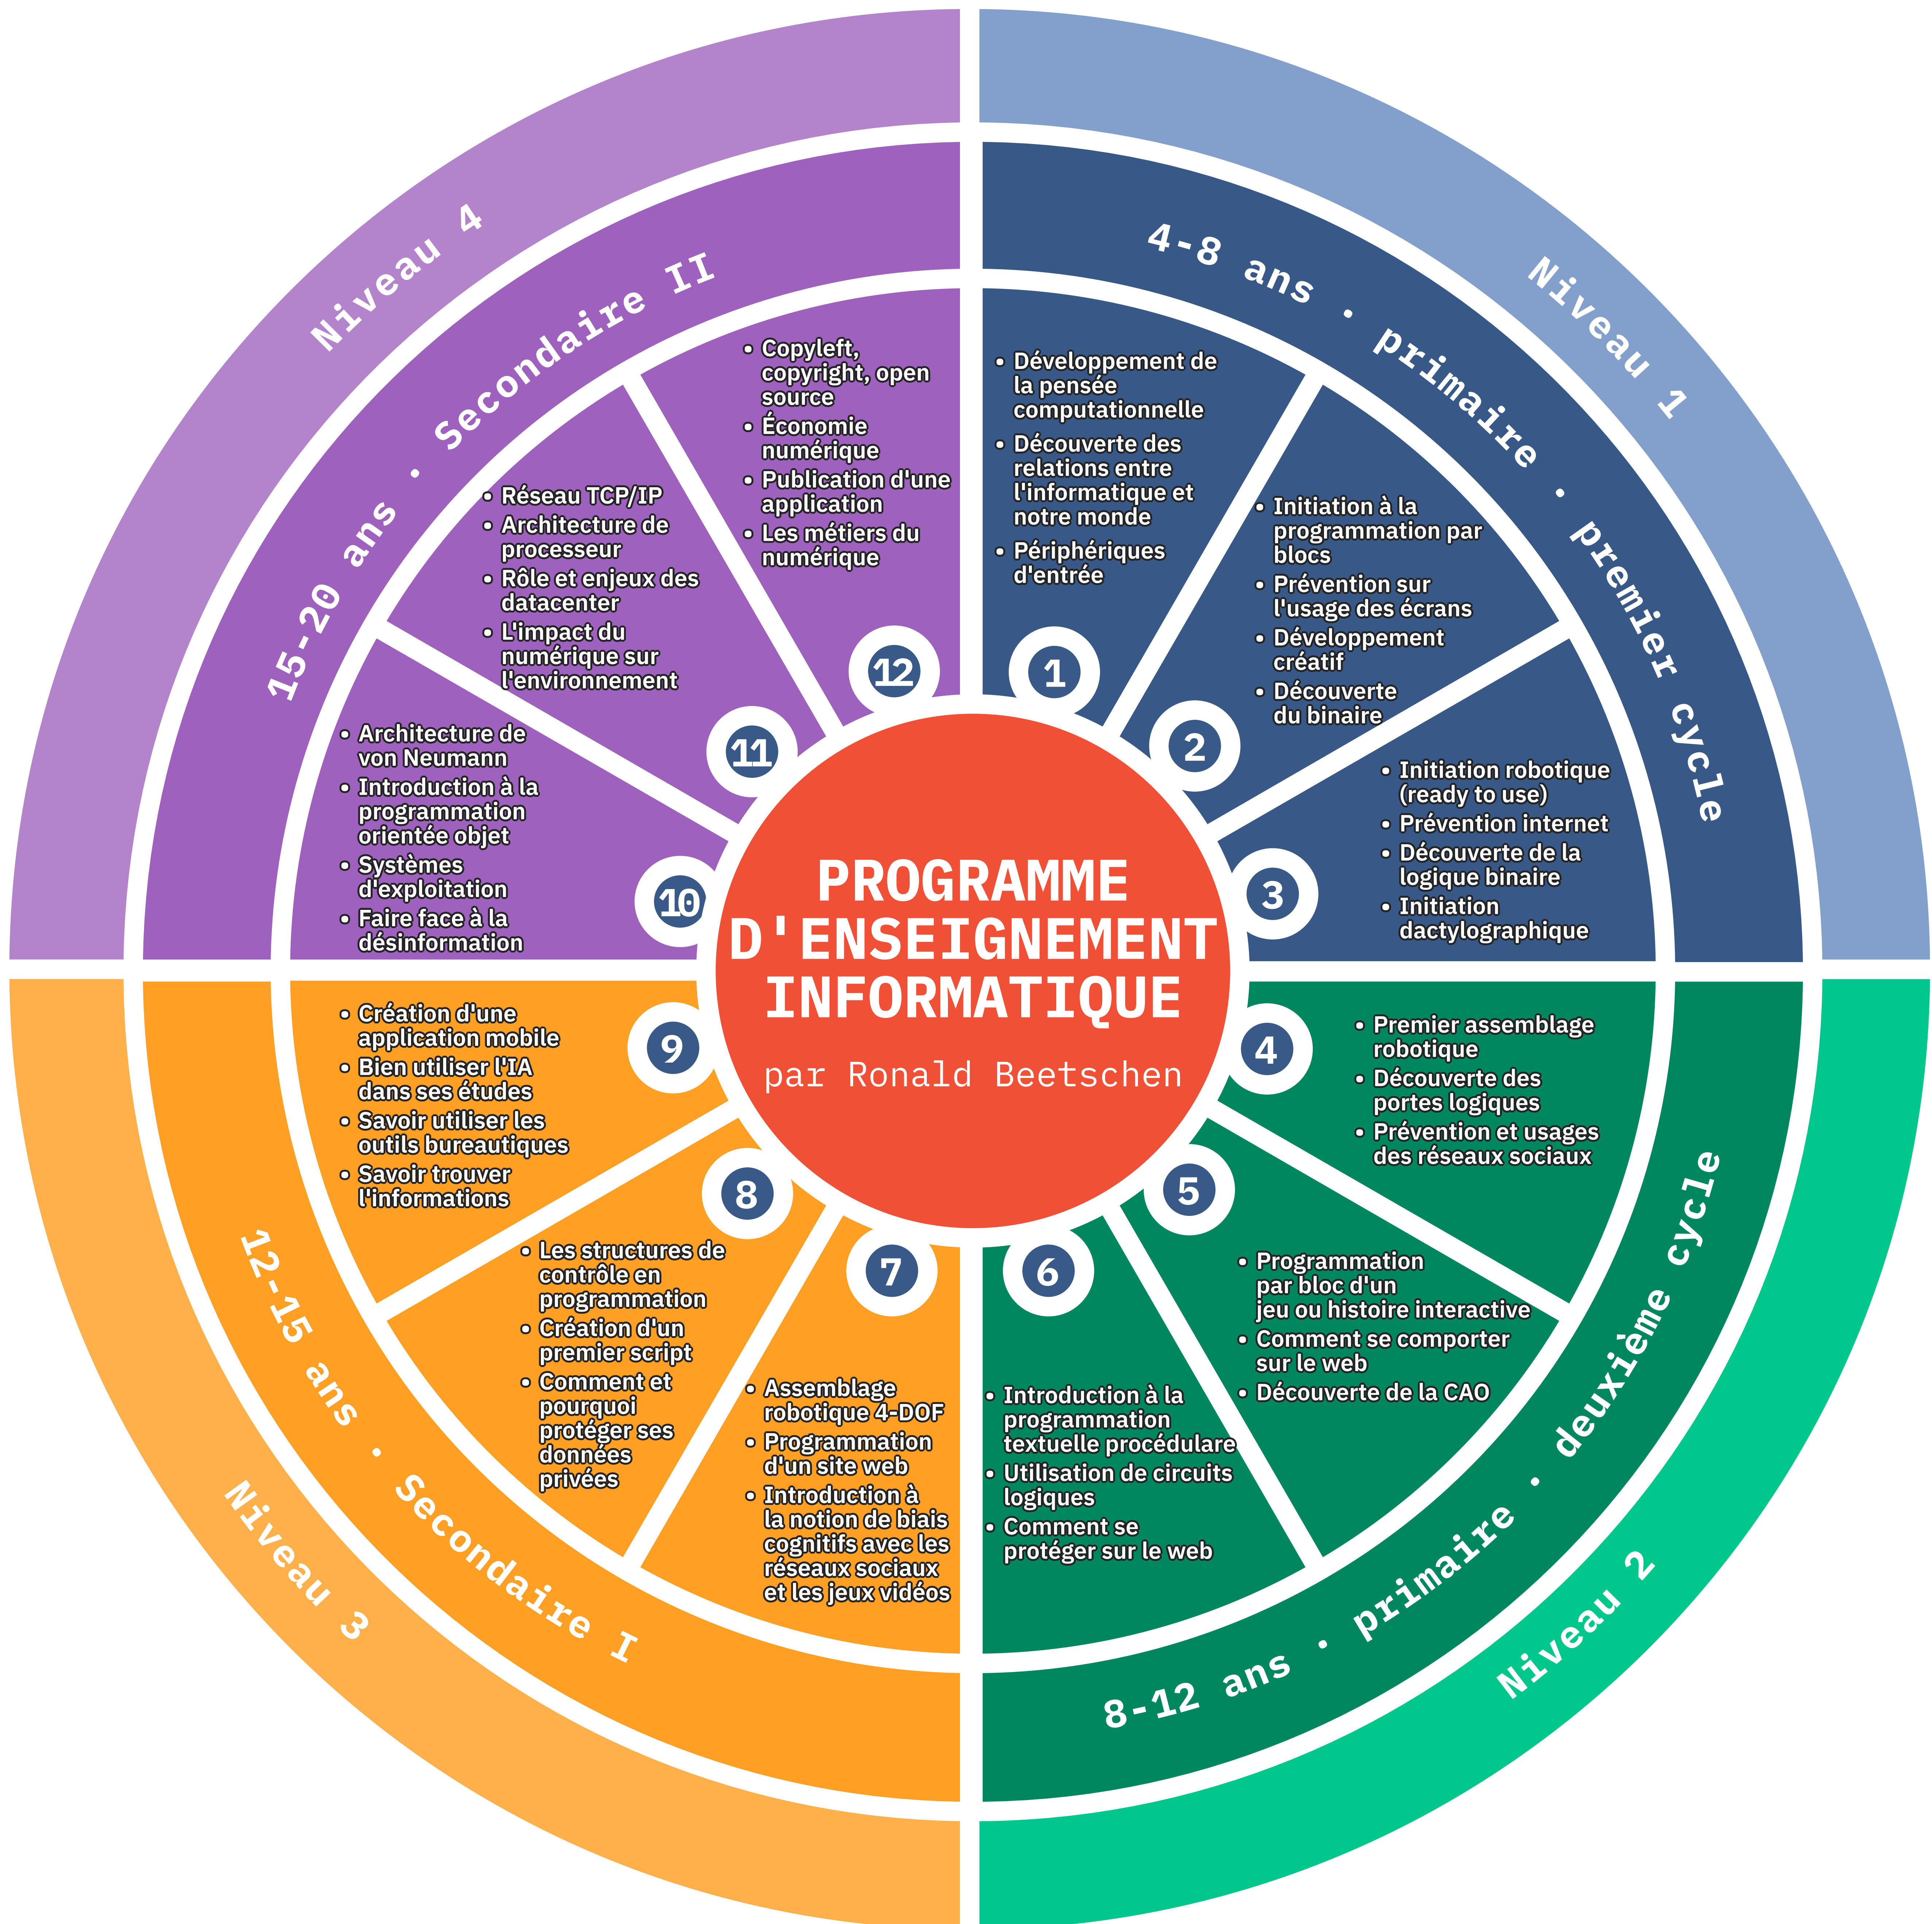 PROGRAMME
D'ENSEIGNEMENT
INFORMATIQUE
par Ronald Beetschen
Niveau 1
4-8 ans · primaire · premier cycle
1
• Développement de
la pensée
computationnelle
• Découverte des
relations entre
l'informatique et
notre monde
• Périphériques
d'entrée
2
• Initiation à la
programmation par
blocs
• Prévention sur
l'usage des écrans
• Développement
créatif
• Découverte
du binaire
3
• Initiation robotique
(ready to use)
• Prévention internet
• Découverte de la
logique binaire
• Initiation
dactylographique
Niveau 2
8-12 ans · primaire · deuxième cycle
4
• Premier assemblage
robotique
• Découverte des
portes logiques
• Prévention et usages
des réseaux sociaux
5
• Programmation
par bloc d'un
jeu ou histoire interactive
• Comment se comporter
sur le web
• Découverte de la CAO
6
• Introduction à la
programmation
textuelle procédulare
• Utilisation de circuits
logiques
• Comment se
protéger sur le web
Niveau 3
12-15 ans · Secondaire I
7
• Assemblage
robotique 4-DOF
• Programmation
d'un site web
• Introduction à
la notion de biais
cognitifs avec les
réseaux sociaux
et les jeux vidéos
8
• Les structures de
contrôle en
programmation
• Création d'un
premier script
• Comment et
pourquoi
protéger ses
données
privées
9
• Création d'une
application mobile
• Bien utiliser l'IA
dans ses études
• Savoir utiliser les
outils bureautiques
• Savoir trouver
l'informations
Niveau 4
15-20 ans · Secondaire II
10
• Architecture de
von Neumann
• Introduction à la
programmation
orientée objet
• Systèmes
d'exploitation
• Faire face à la
désinformation
11
• Réseau TCP/IP
• Architecture de
processeur
• Rôle et enjeux des
datacenter
• L'impact du
numérique sur
l'environnement
12
• Copyleft,
copyright, open
source
• Économie
numérique
• Publication d'une
application
• Les métiers du
numérique